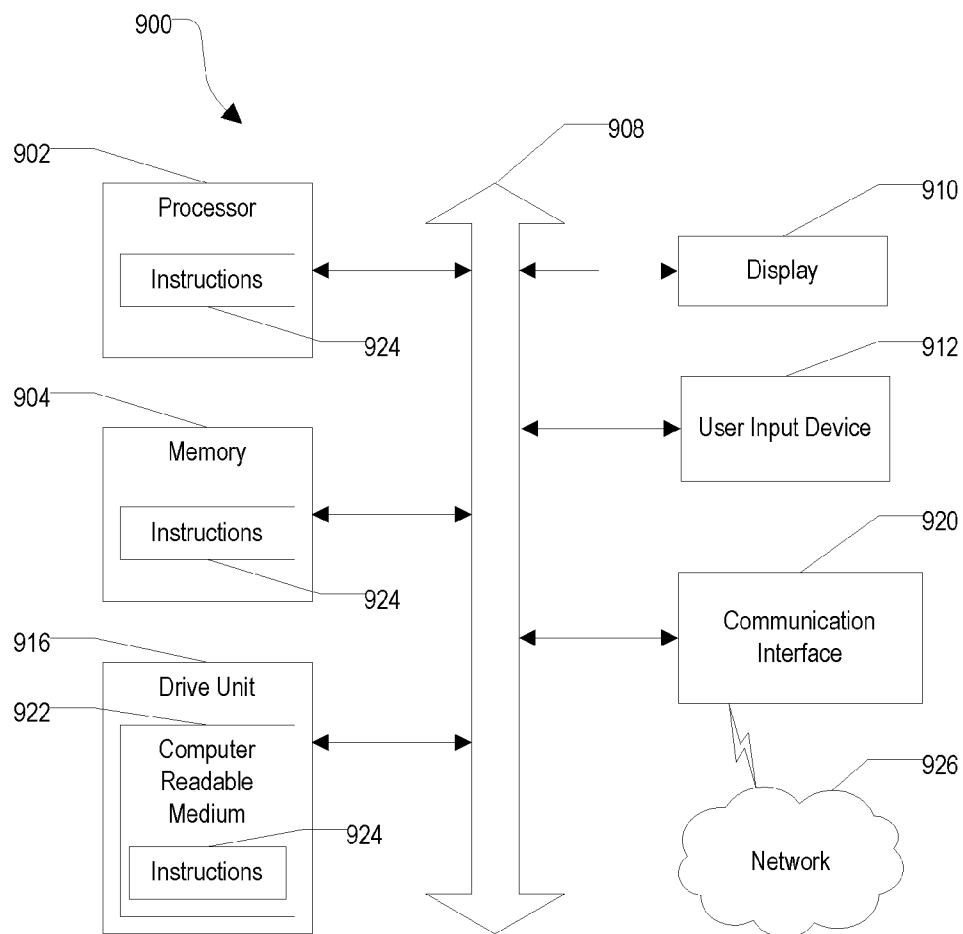 900
908
902
Processor
Instructions
924
910
Display
912
User Input Device
904
Memory
Instructions
924
920
Communication
Interface
916
Drive Unit
922
Computer
Readable
Medium
924
Instructions
926
Network